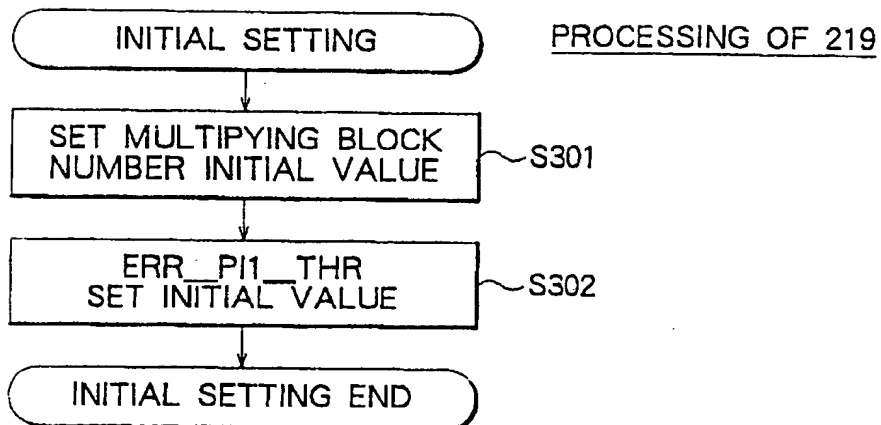 INITIAL SETTING
PROCESSING OF 219
SET MULTIPYING BLOCK
NUMBER INITIAL VALUE
S301
ERR__PI1__THR
SET INITIAL VALUE
S302
INITIAL SETTING END